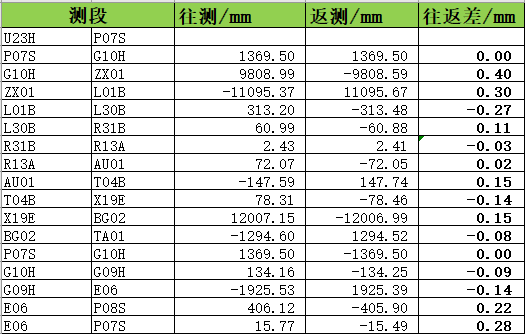 测段 往测/mm 返测/mm 往返差/mm
U23H P07S
P07S G10H 1369.50 1369.50 0.00
G10H ZX01 9808.99 -9808.59 0.40
ZX01 L01B -11095.37 11095.67 0.30
L01B L30B 313.20 -313.48 -0.27
L30B R31B 60.99 -60.88 0.11
R31B R13A 2.43 2.41 -0.03
R13A AU01 72.07 -72.05 0.02
AU01 T04B -147.59 147.74 0.15
T04B X19E 78.31 -78.46 -0.14
X19E BG02 12007.15 -12006.99 0.15
BG02 TA01 -1294.60 1294.52 -0.08
P07S G10H 1369.50 -1369.50 0.00
G10H G09H 134.16 -134.25 -0.09
G09H E06 -1925.53 1925.39 -0.14
E06 P08S 406.12 -405.90 0.22
E06 P07S 15.77 -15.49 0.28